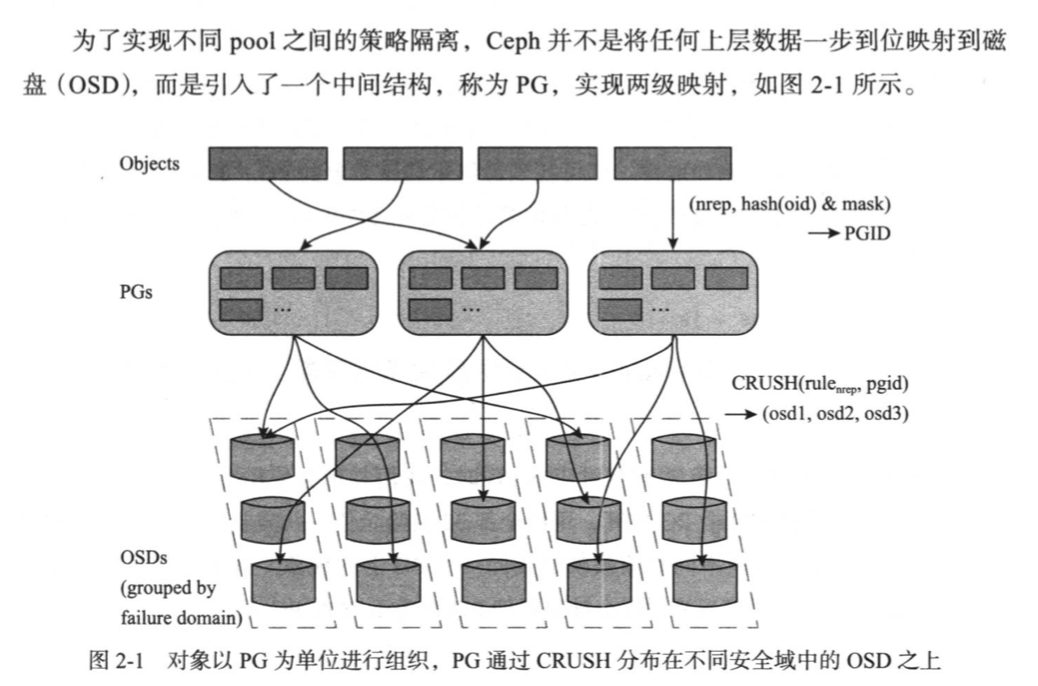 为了实现不同 pool 之间的策略隔离，Ceph 并不是将任何上层数据一步到位映射到磁
盘（OSD），而是引入了一个中间结构，称为 PG，实现两级映射，如图 2-1 所示。
Objects
(nrep, hash(oid) & mask)
→ PGID
PGs
...
...
...
CRUSH(rule_nrep, pgid)
→ (osd1, osd2, osd3)
OSDs
(grouped by
failure domain)
图 2-1 对象以 PG 为单位进行组织，PG 通过 CRUSH 分布在不同安全域中的 OSD 之上